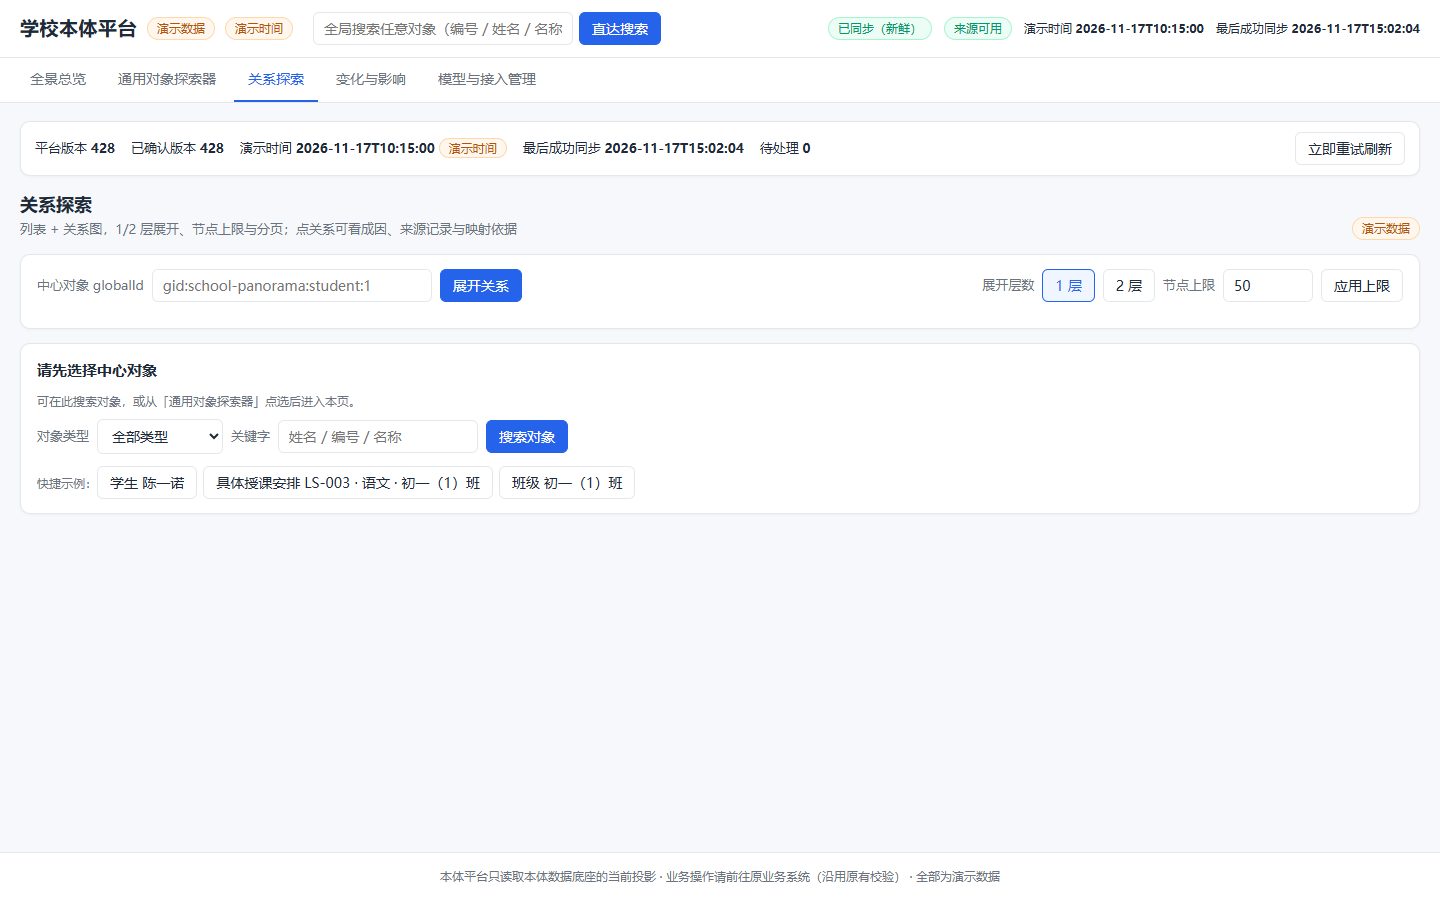 学校本体平台 演示数据 演示时间 全局搜索任意对象（编号 / 姓名 / 名称 直达搜索 已同步（新鲜） 来源可用 演示时间 2026-11-17T10:15:00 最后成功同步 2026-11-17T15:02:04
全景总览 通用对象探索器 关系探索 变化与影响 模型与接入管理
平台版本 428 已确认版本 428 演示时间 2026-11-17T10:15:00 演示时间 最后成功同步 2026-11-17T15:02:04 待处理 0 立即重试刷新
关系探索
列表 + 关系图，1/2 层展开、节点上限与分页；点关系可看成因、来源记录与映射依据 演示数据
中心对象 globalId gid:school-panorama:student:1 展开关系 展开层数 1 层 2 层 节点上限 50 应用上限
请先选择中心对象
可在此搜索对象，或从「通用对象探索器」点选后进入本页。
对象类型 全部类型 关键字 姓名 / 编号 / 名称 搜索对象
快捷示例： 学生 陈一诺 具体授课安排 LS-003 · 语文 · 初一（1）班 班级 初一（1）班
本体平台只读取本体数据底座的当前投影 · 业务操作请前往原业务系统（沿用原有校验） · 全部为演示数据